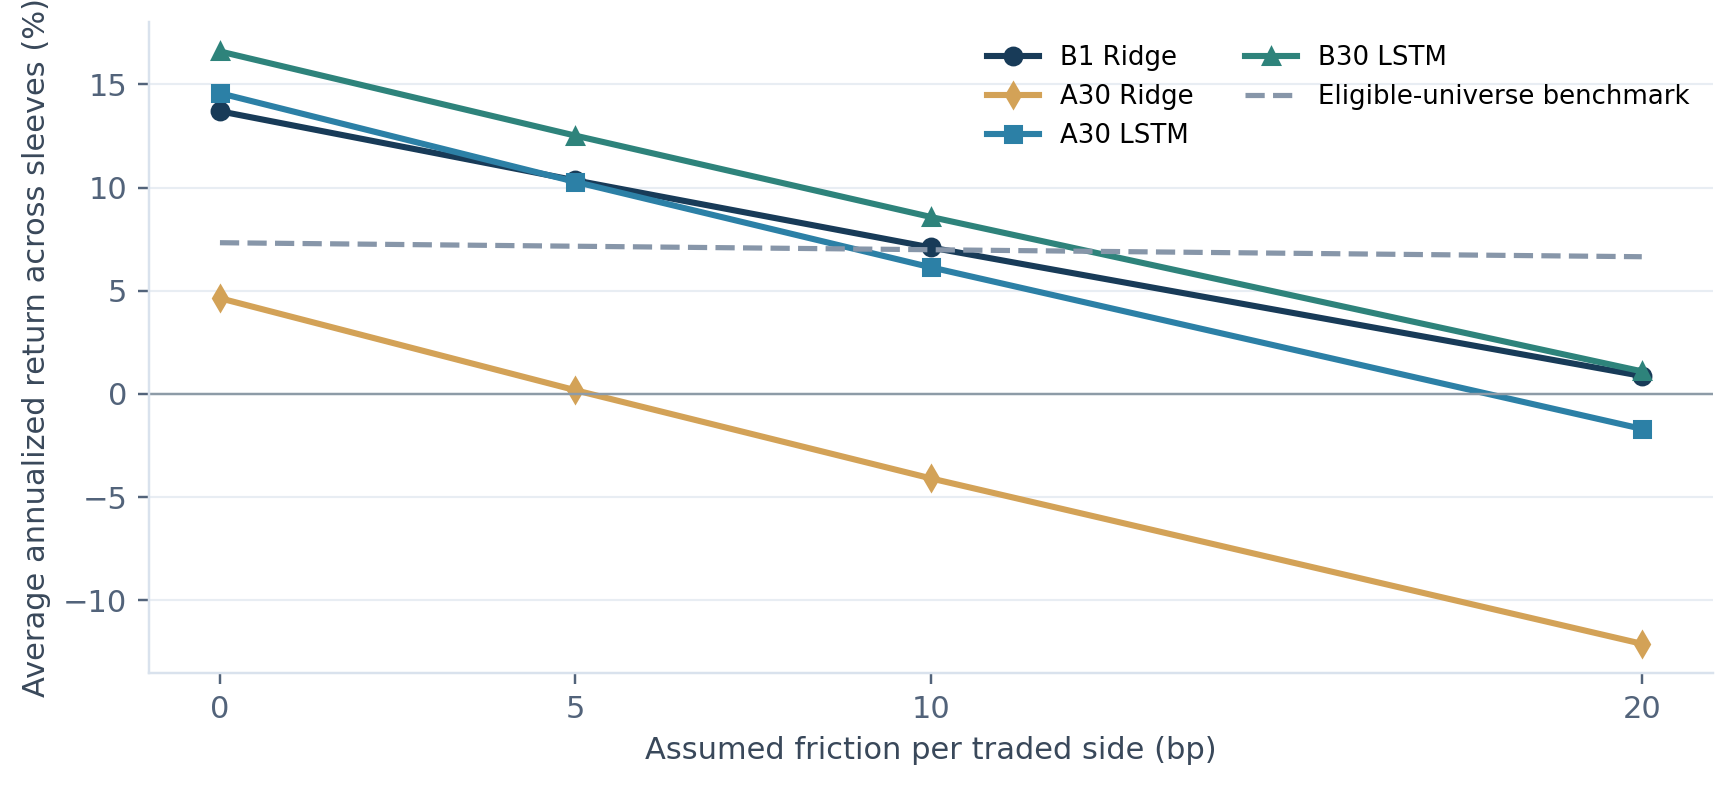 Average annualized return across sleeves (%)
15
10
5
0
−5
−10
B1 Ridge
A30 Ridge
A30 LSTM
B30 LSTM
Eligible-universe benchmark
0
5
10
20
Assumed friction per traded side (bp)